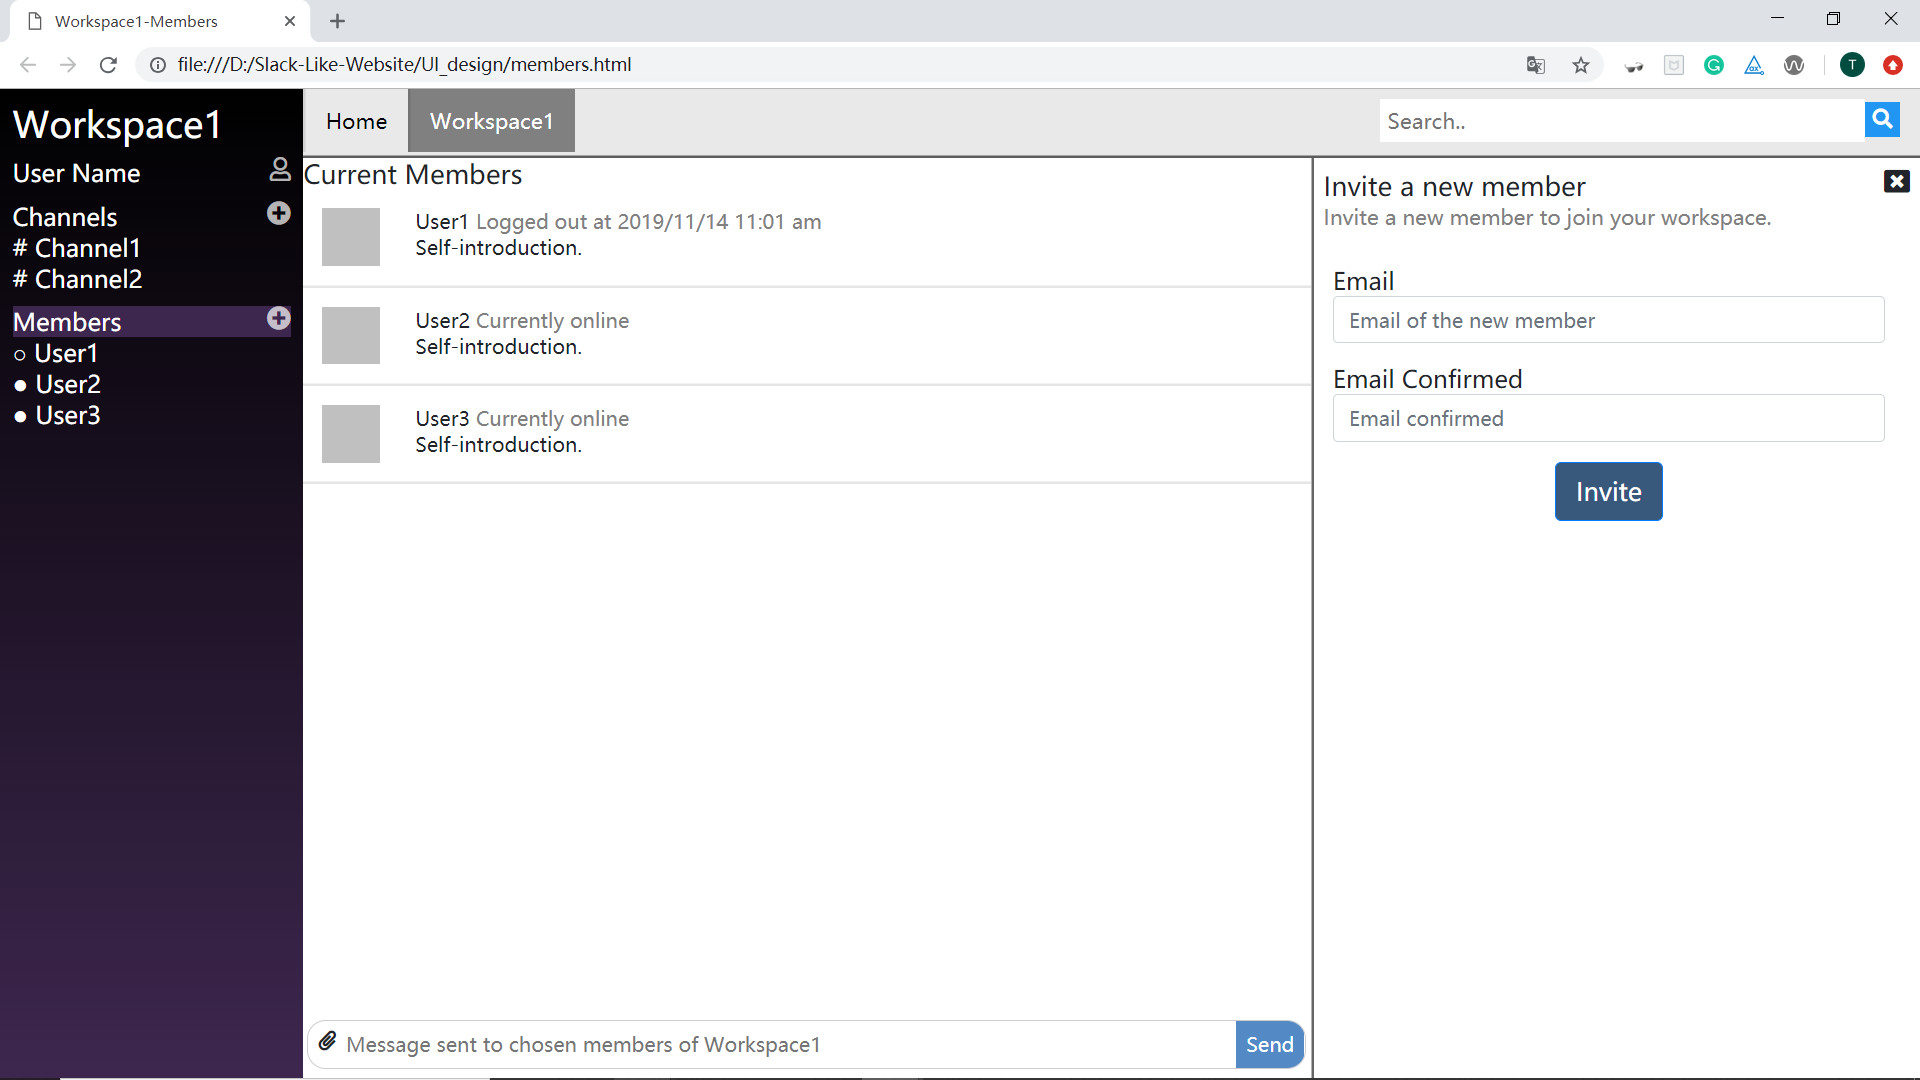 Workspace1-Members
file:///D:/Slack-Like-Website/UI_design/members.html
T
Workspace1
User Name
Channels
# Channel1
# Channel2
Members
○ User1
● User2
● User3
Home
Workspace1
Search..
Current Members
User1 Logged out at 2019/11/14 11:01 am
Self-introduction.
User2 Currently online
Self-introduction.
User3 Currently online
Self-introduction.
Message sent to chosen members of Workspace1
Send
Invite a new member
Invite a new member to join your workspace.
Email
Email of the new member
Email Confirmed
Email confirmed
Invite